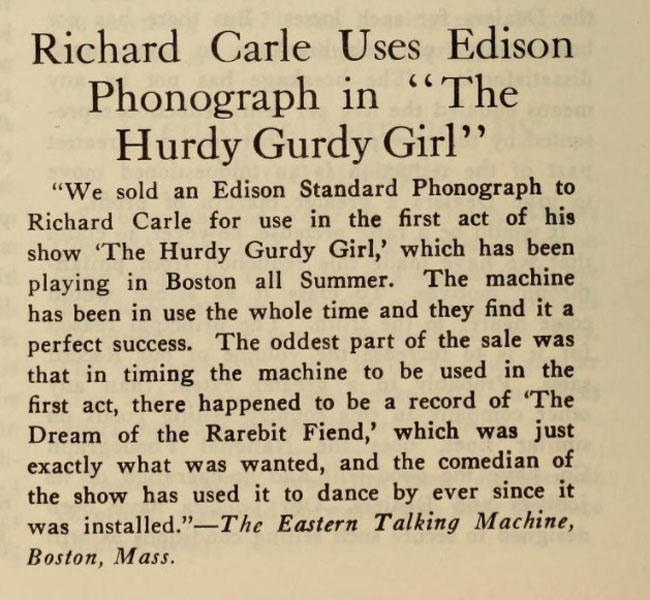 Richard Carle Uses Edison
Phonograph in “The
Hurdy Gurdy Girl”
“We sold an Edison Standard Phonograph to
Richard Carle for use in the first act of his
show ‘The Hurdy Gurdy Girl,’ which has been
playing in Boston all Summer. The machine
has been in use the whole time and they find it a
perfect success. The oddest part of the sale was
that in timing the machine to be used in the
first act, there happened to be a record of ‘The
Dream of the Rarebit Fiend,’ which was just
exactly what was wanted, and the comedian of
the show has used it to dance by ever since it
was installed.”—The Eastern Talking Machine,
Boston, Mass.